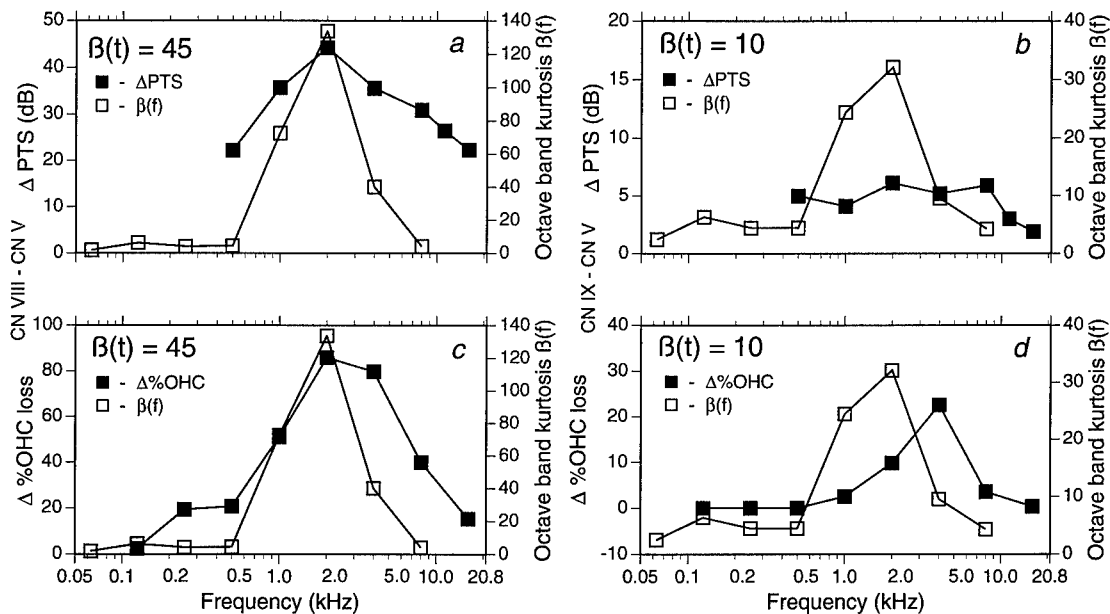 ß(t) = 45
a
- ΔPTS
- β(f)
50
40
30
20
10
0
140
120
100
80
60
40
20
0
Δ PTS (dB)
Octave band kurtosis ß(f)
ß(t) = 10
b
- ΔPTS
- β(f)
20
15
10
5
0
40
30
20
10
0
Δ PTS (dB)
Octave band kurtosis ß(f)
CN VIII - CN V
CN IX - CN V
ß(t) = 45
c
- Δ%OHC
- β(f)
100
80
60
40
20
0
140
120
100
80
60
40
20
0
Δ %OHC loss
Octave band kurtosis ß(f)
0.05 0.1 0.2 0.5 1.0 2.0 5.0 10.0 20.8
Frequency (kHz)
ß(t) = 10
d
- Δ%OHC
- β(f)
40
30
20
10
0
-10
40
30
20
10
0
Δ %OHC loss
Octave band kurtosis ß(f)
0.05 0.1 0.2 0.5 1.0 2.0 5.0 10.0 20.8
Frequency (kHz)